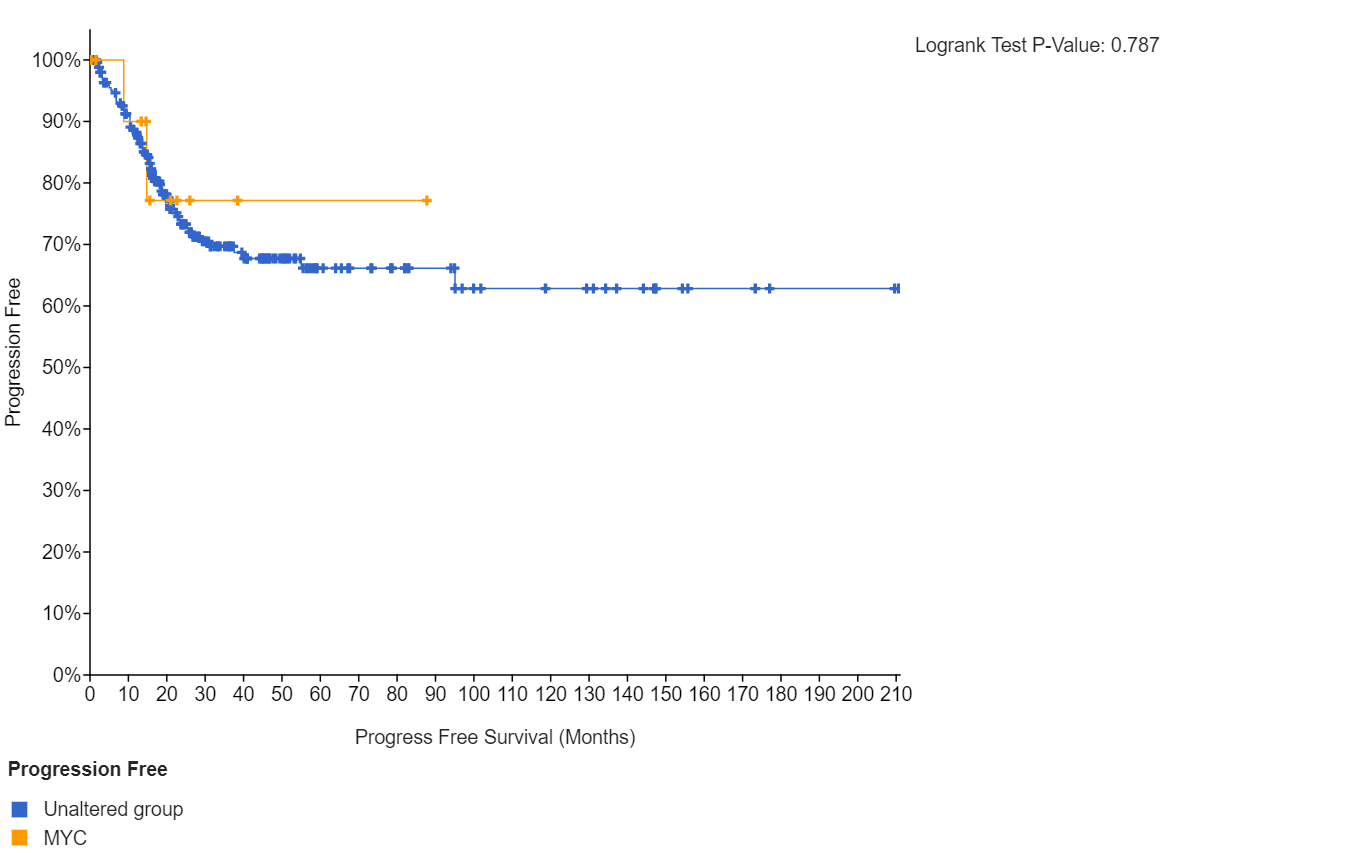 Logrank Test P-Value: 0.787
100%
90%
80%
70%
60%
50%
40%
30%
20%
10%
0%
Progression Free
0 10 20 30 40 50 60 70 80 90 100 110 120 130 140 150 160 170 180 190 200 210
Progress Free Survival (Months)
Progression Free
Unaltered group
MYC